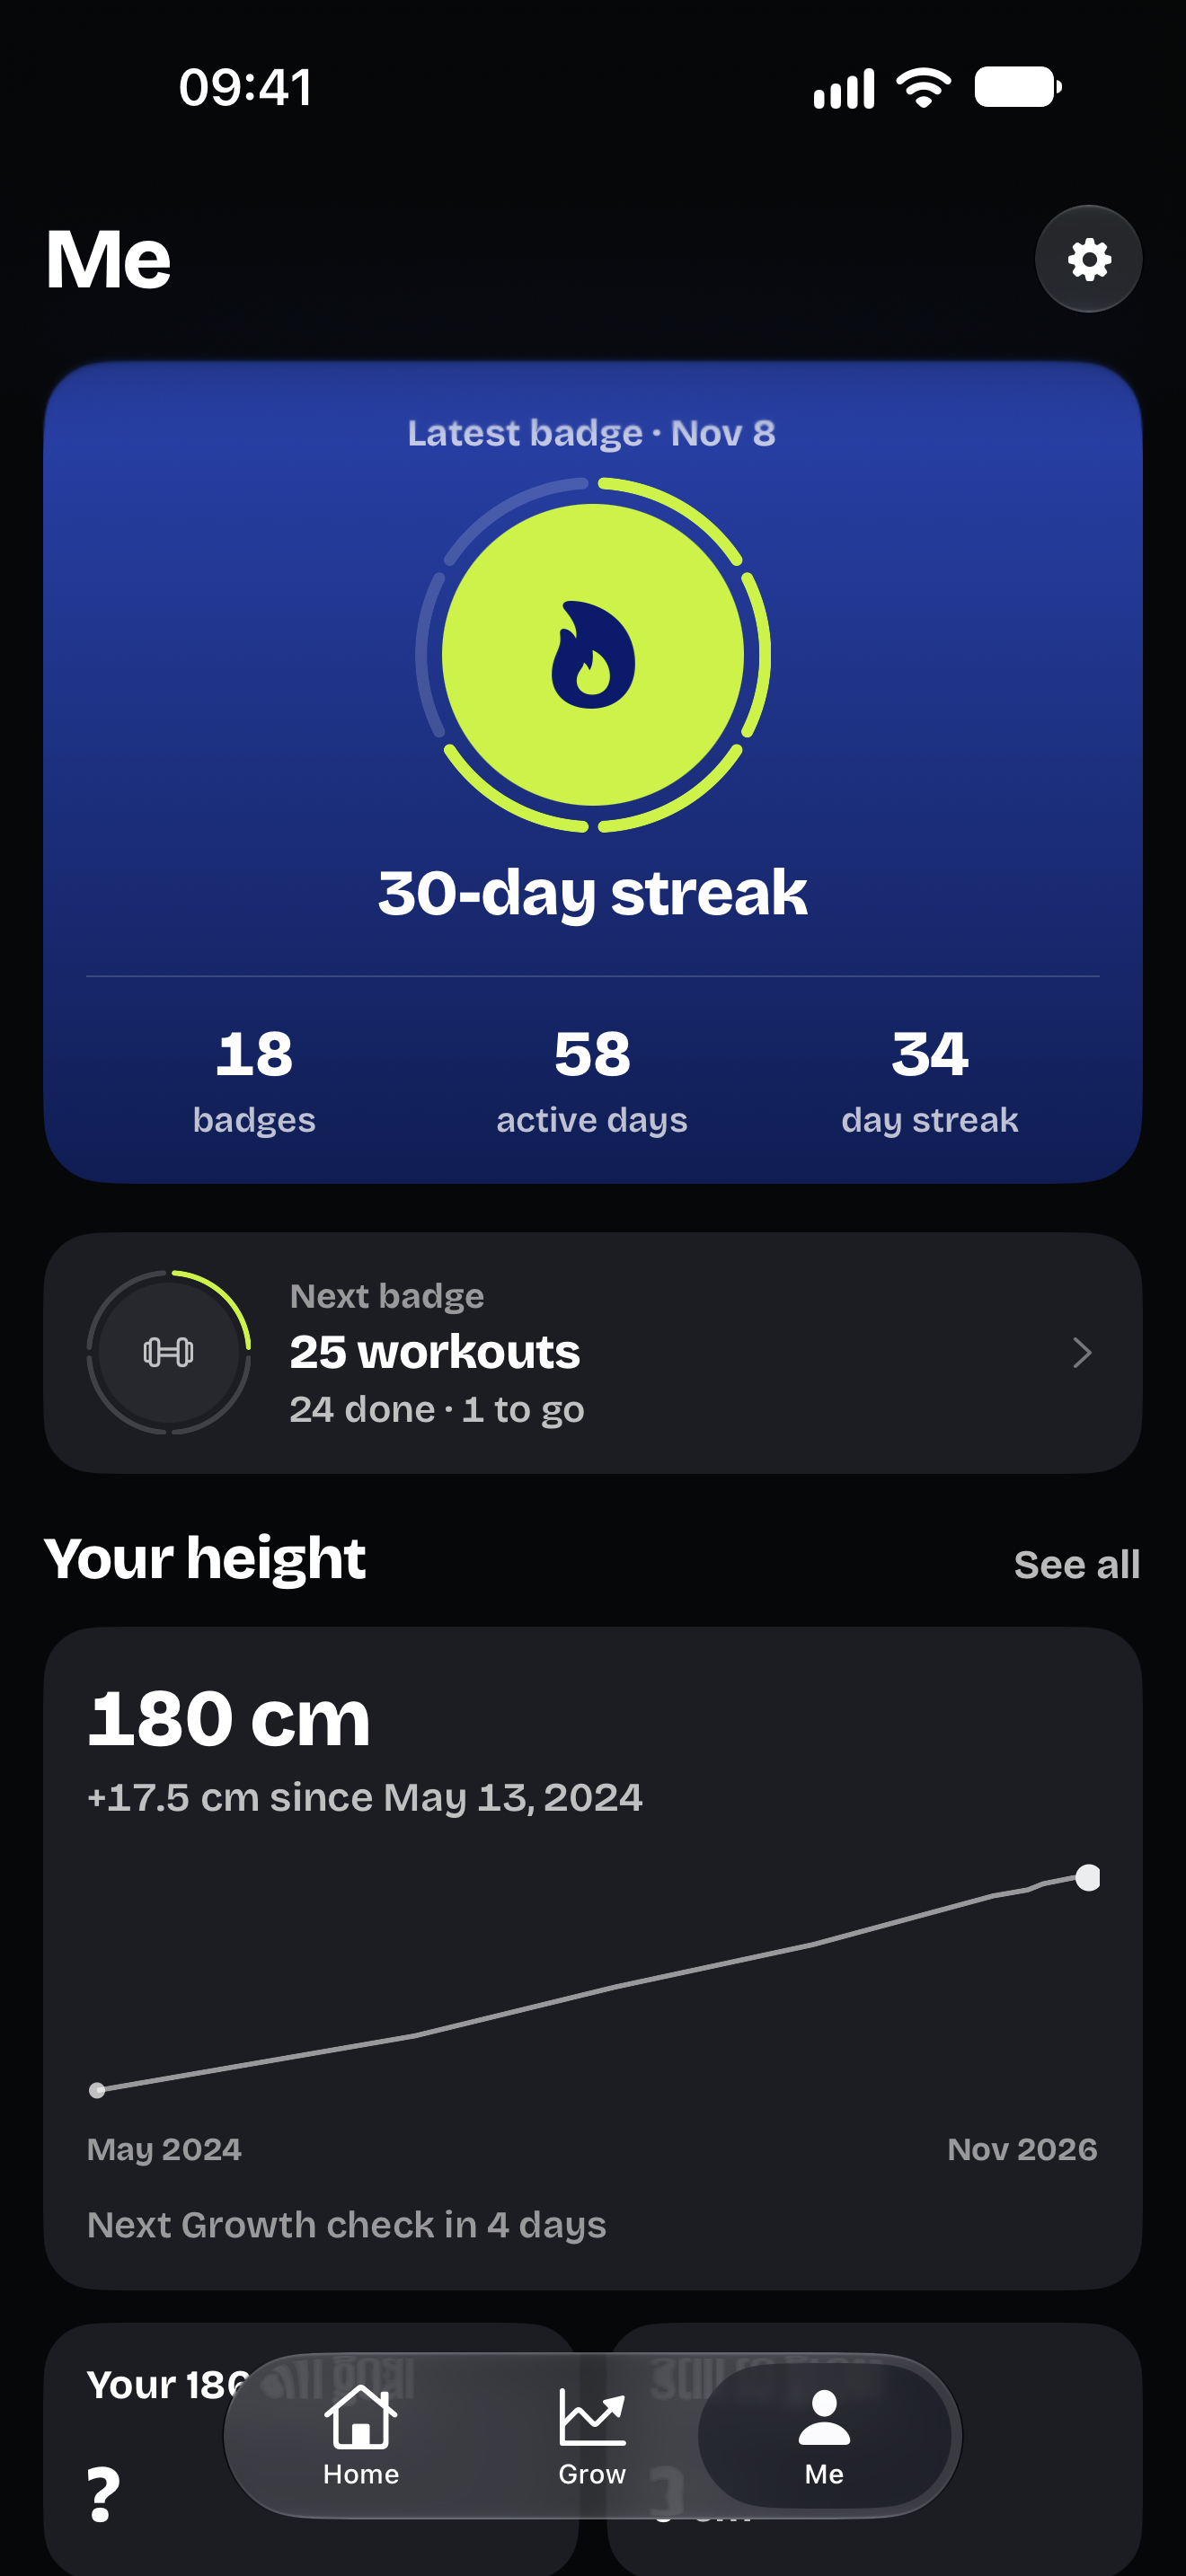 09:41
Me
Latest badge · Nov 8
30-day streak
18
badges
58
active days
34
day streak
Next badge
25 workouts
24 done · 1 to go
Your height
See all
180 cm
+17.5 cm since May 13, 2024
May 2024
Nov 2026
Next Growth check in 4 days
Your 186
?
Home
Grow
Me